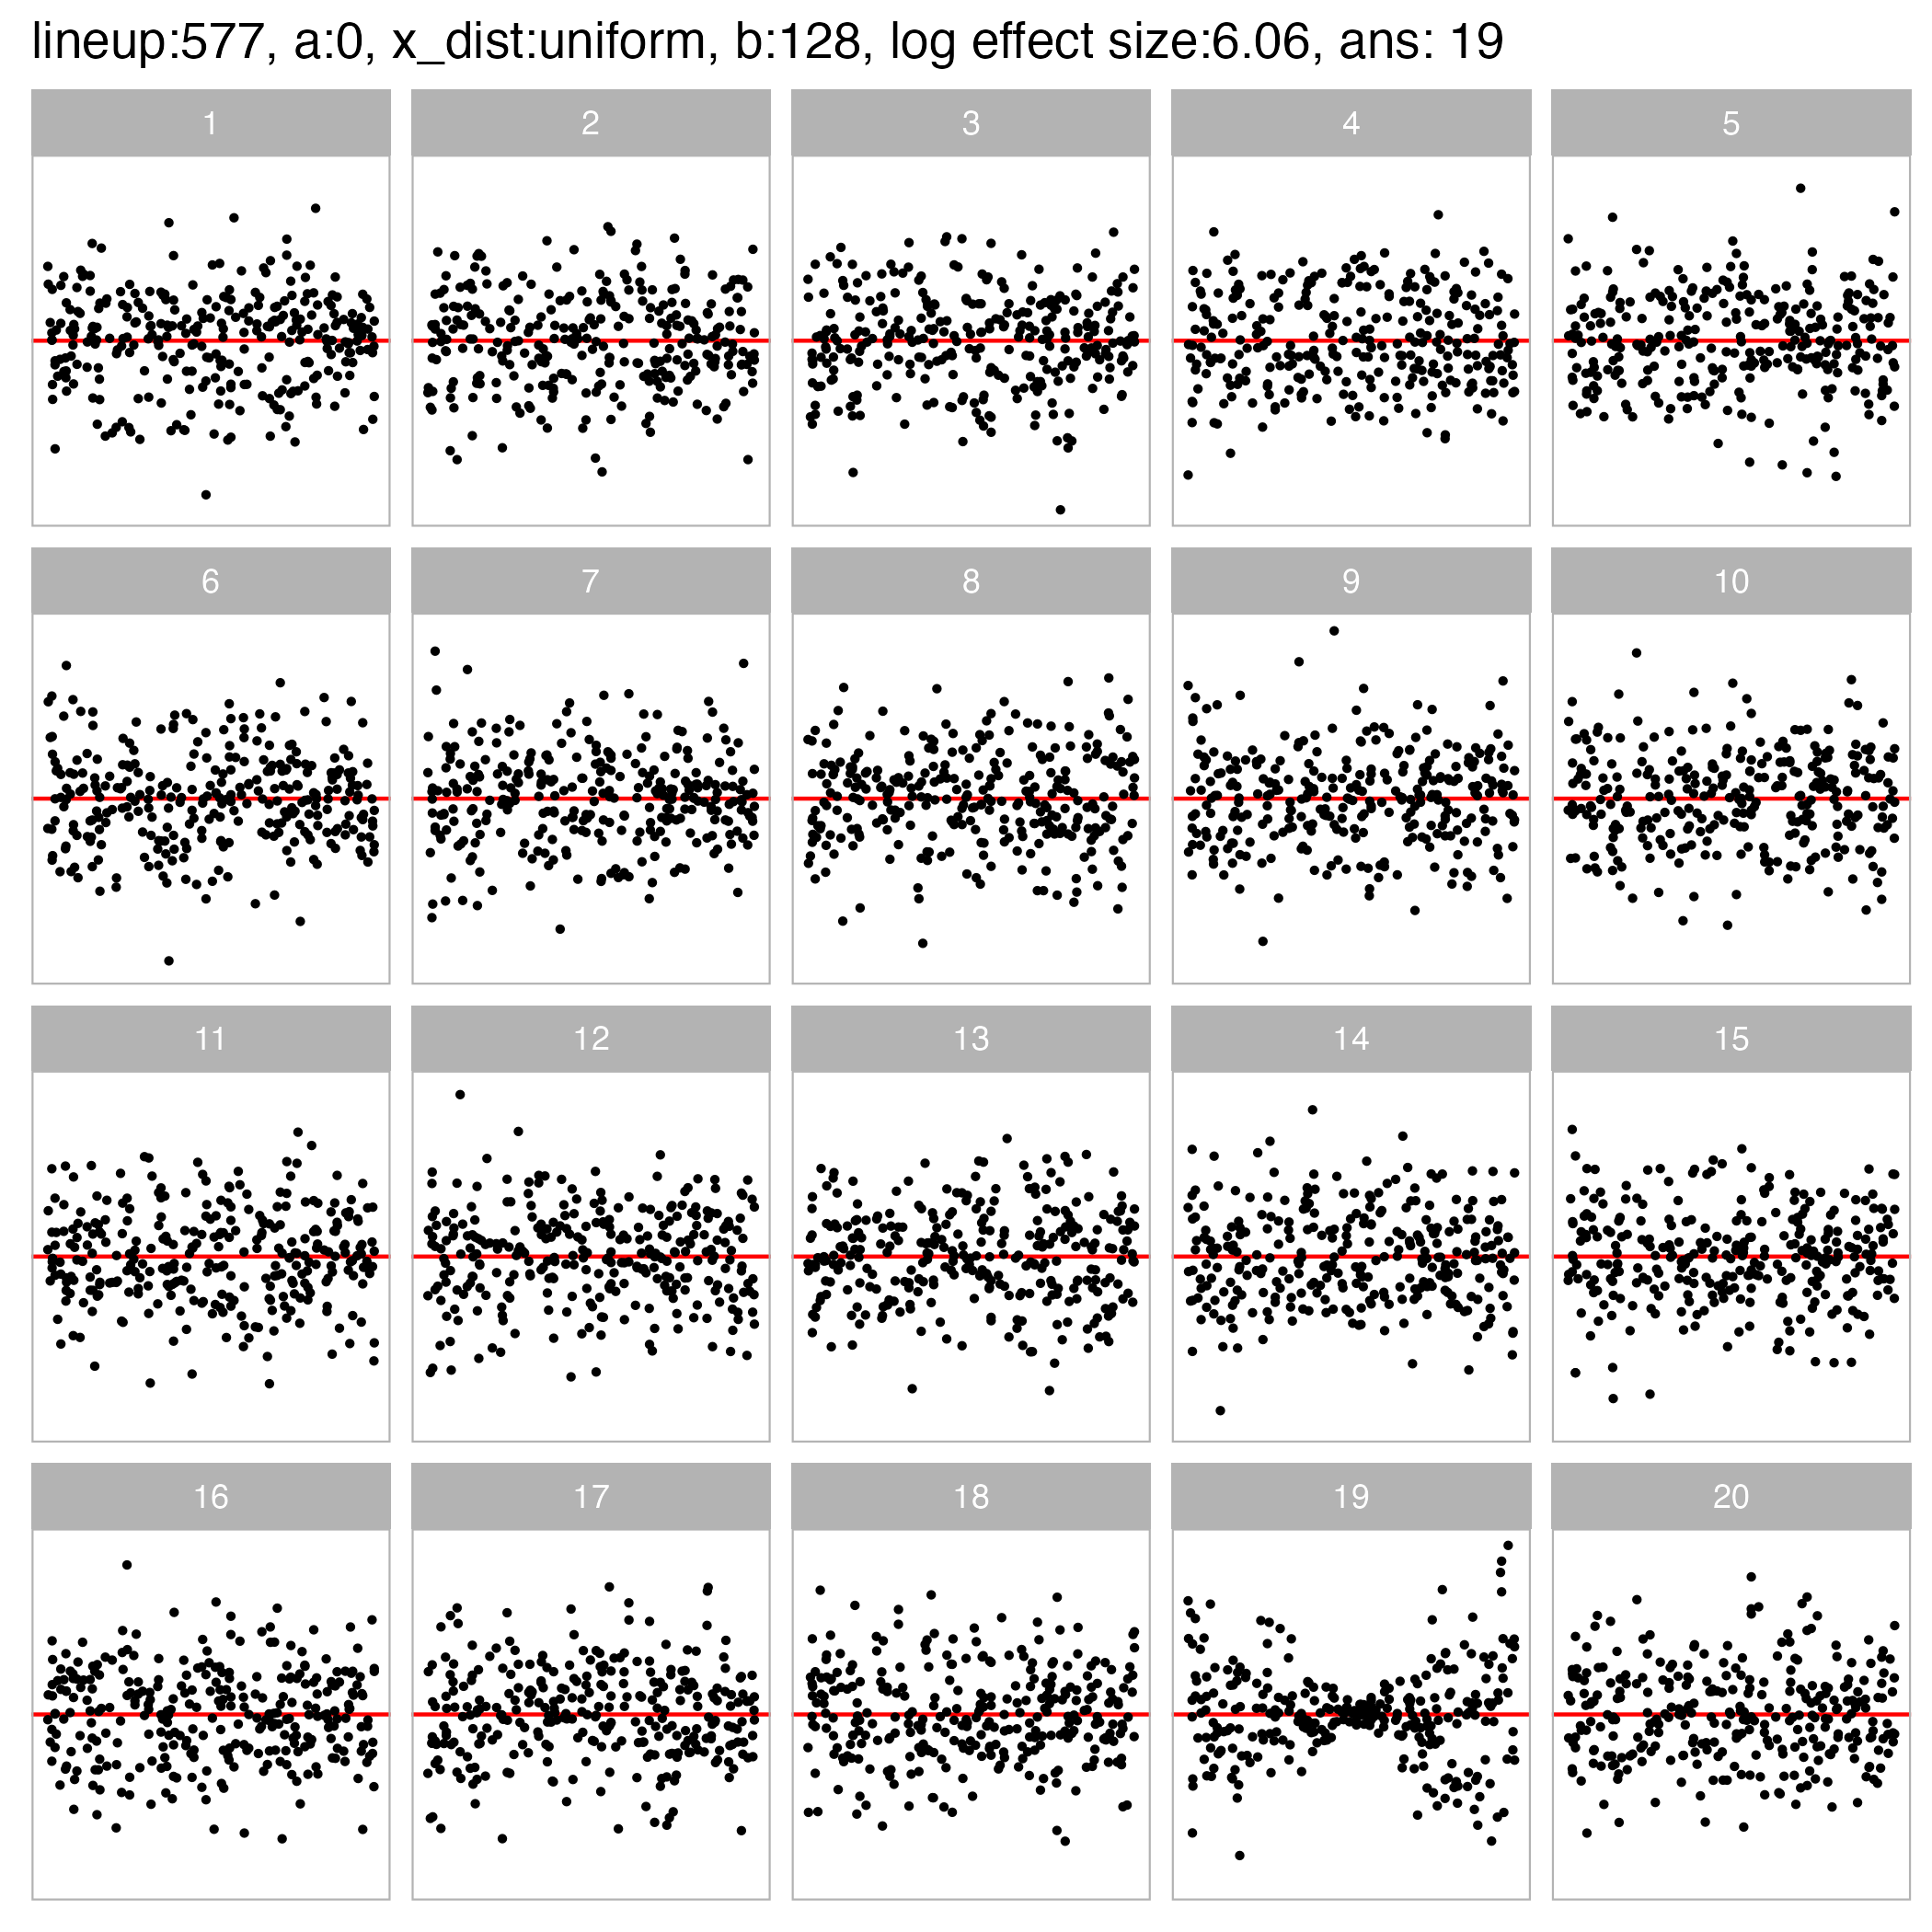 lineup:577, a:0, x_dist:uniform, b:128, log effect size:6.06, ans: 19
1 2 3 4 5
6 7 8 9 10
11 12 13 14 15
16 17 18 19 20